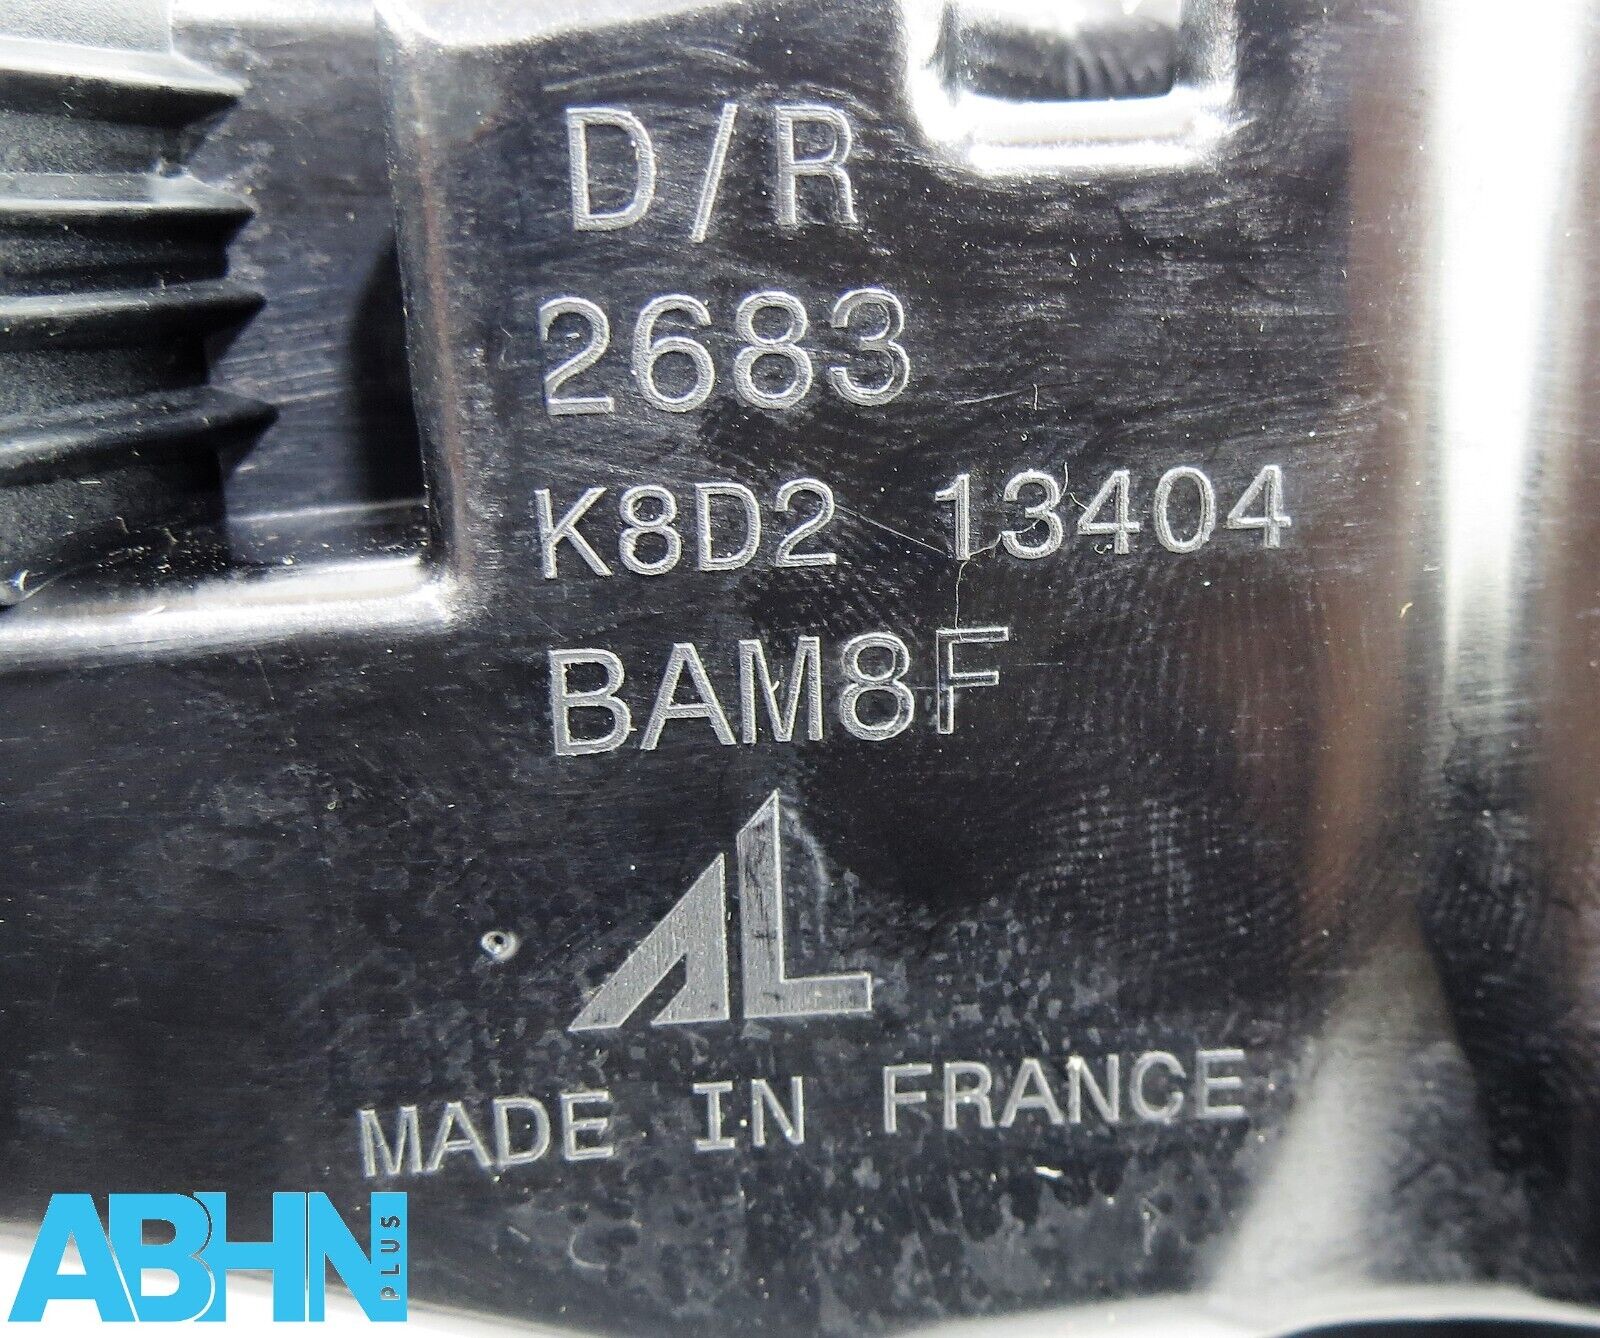 D/R
2683
K8D2 13404
BAM8F
AL
MADE IN FRANCE
ABHN PLUS